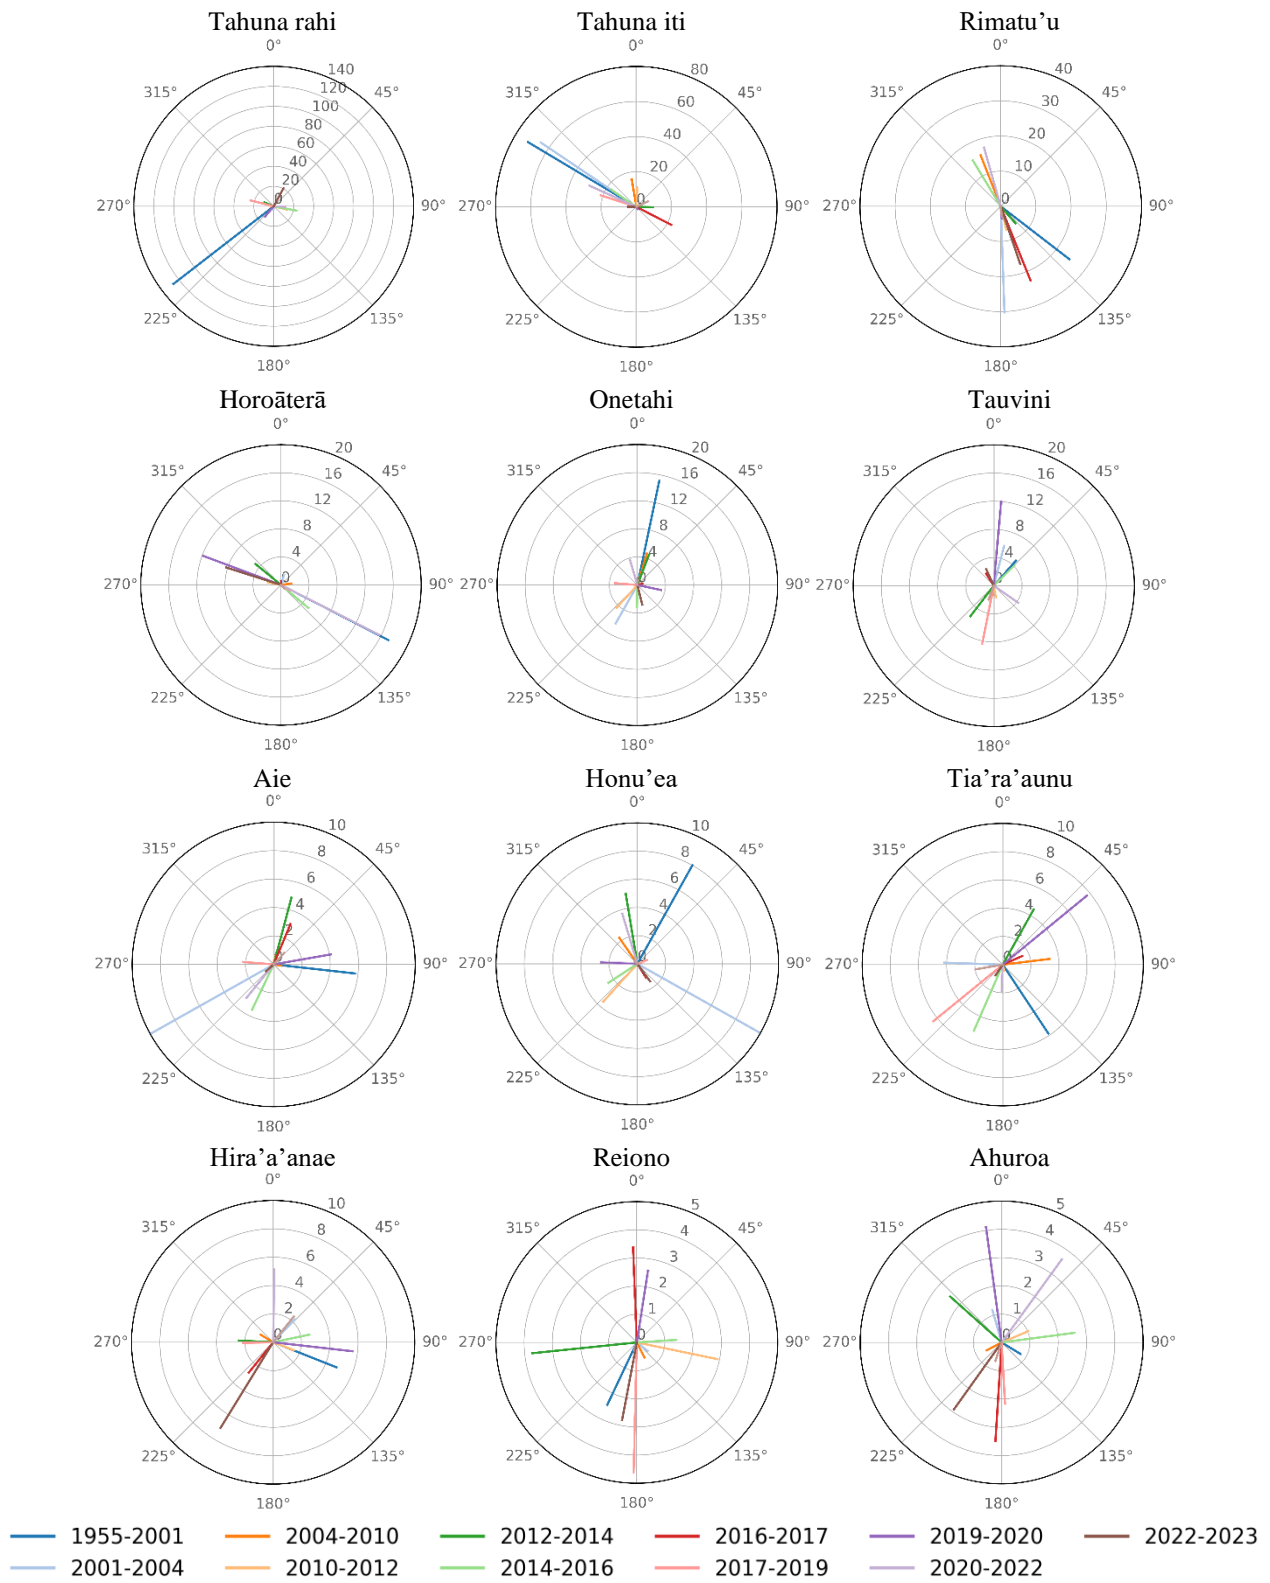 Tahuna rahi Tahuna iti Rimatu’u
0° 0° 0°
315° 140 45° 315° 80 45° 315° 40 45°
120 60 30
100 40 20
80 20 10
60 0 0
40
20
0
270° 90° 270° 90° 270° 90°
225° 135° 225° 135° 225° 135°
180° 180° 180°
Horoāterā Onetahi Tauvini
0° 0° 0°
315° 20 45° 315° 20 45° 315° 20 45°
16 16 16
12 12 12
8 8 8
4 4 4
0 0 0
270° 90° 270° 90° 270° 90°
225° 135° 225° 135° 225° 135°
180° 180° 180°
Aie Honu’ea Tia’ra’aunu
0° 0° 0°
315° 10 45° 315° 10 45° 315° 10 45°
8 8 8
6 6 6
4 4 4
2 2 2
0 0 0
270° 90° 270° 90° 270° 90°
225° 135° 225° 135° 225° 135°
180° 180° 180°
Hira’a’anae Reiono Ahuroa
0° 0° 0°
315° 10 45° 315° 5 45° 315° 5 45°
8 4 4
6 3 3
4 2 2
2 1 1
0 0 0
270° 90° 270° 90° 270° 90°
225° 135° 225° 135° 225° 135°
180° 180° 180°
1955-2001 2004-2010 2012-2014 2016-2017 2019-2020 2022-2023
2001-2004 2010-2012 2014-2016 2017-2019 2020-2022